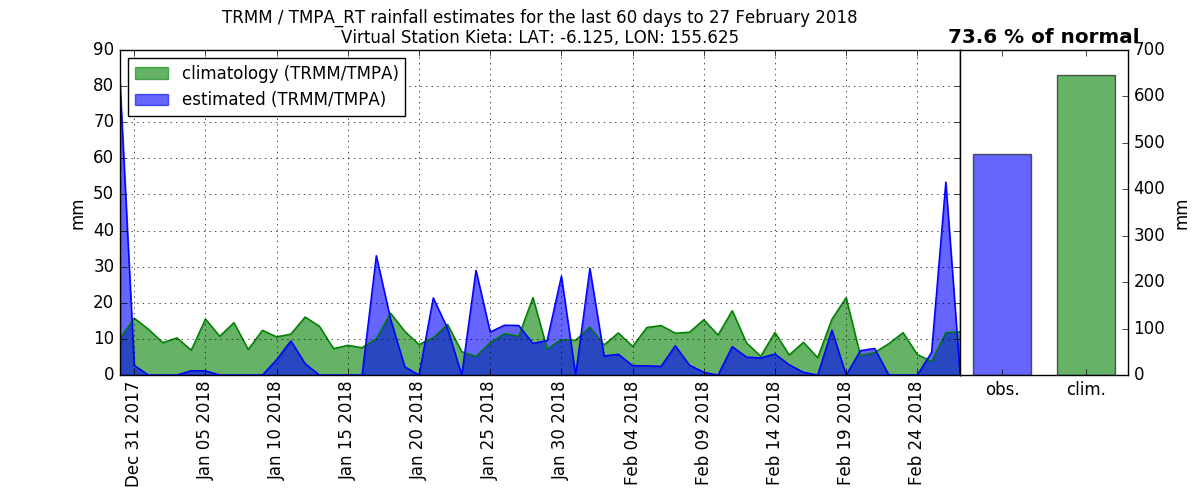 TRMM / TMPA_RT rainfall estimates for the last 60 days to 27 February 2018
Virtual Station Kieta: LAT: -6.125, LON: 155.625
73.6 % of normal
climatology (TRMM/TMPA)
estimated (TRMM/TMPA)
90
80
70
60
50
40
30
20
10
0
mm
Dec 31 2017
Jan 05 2018
Jan 10 2018
Jan 15 2018
Jan 20 2018
Jan 25 2018
Jan 30 2018
Feb 04 2018
Feb 09 2018
Feb 14 2018
Feb 19 2018
Feb 24 2018
700
600
500
400
300
200
100
0
mm
obs.
clim.